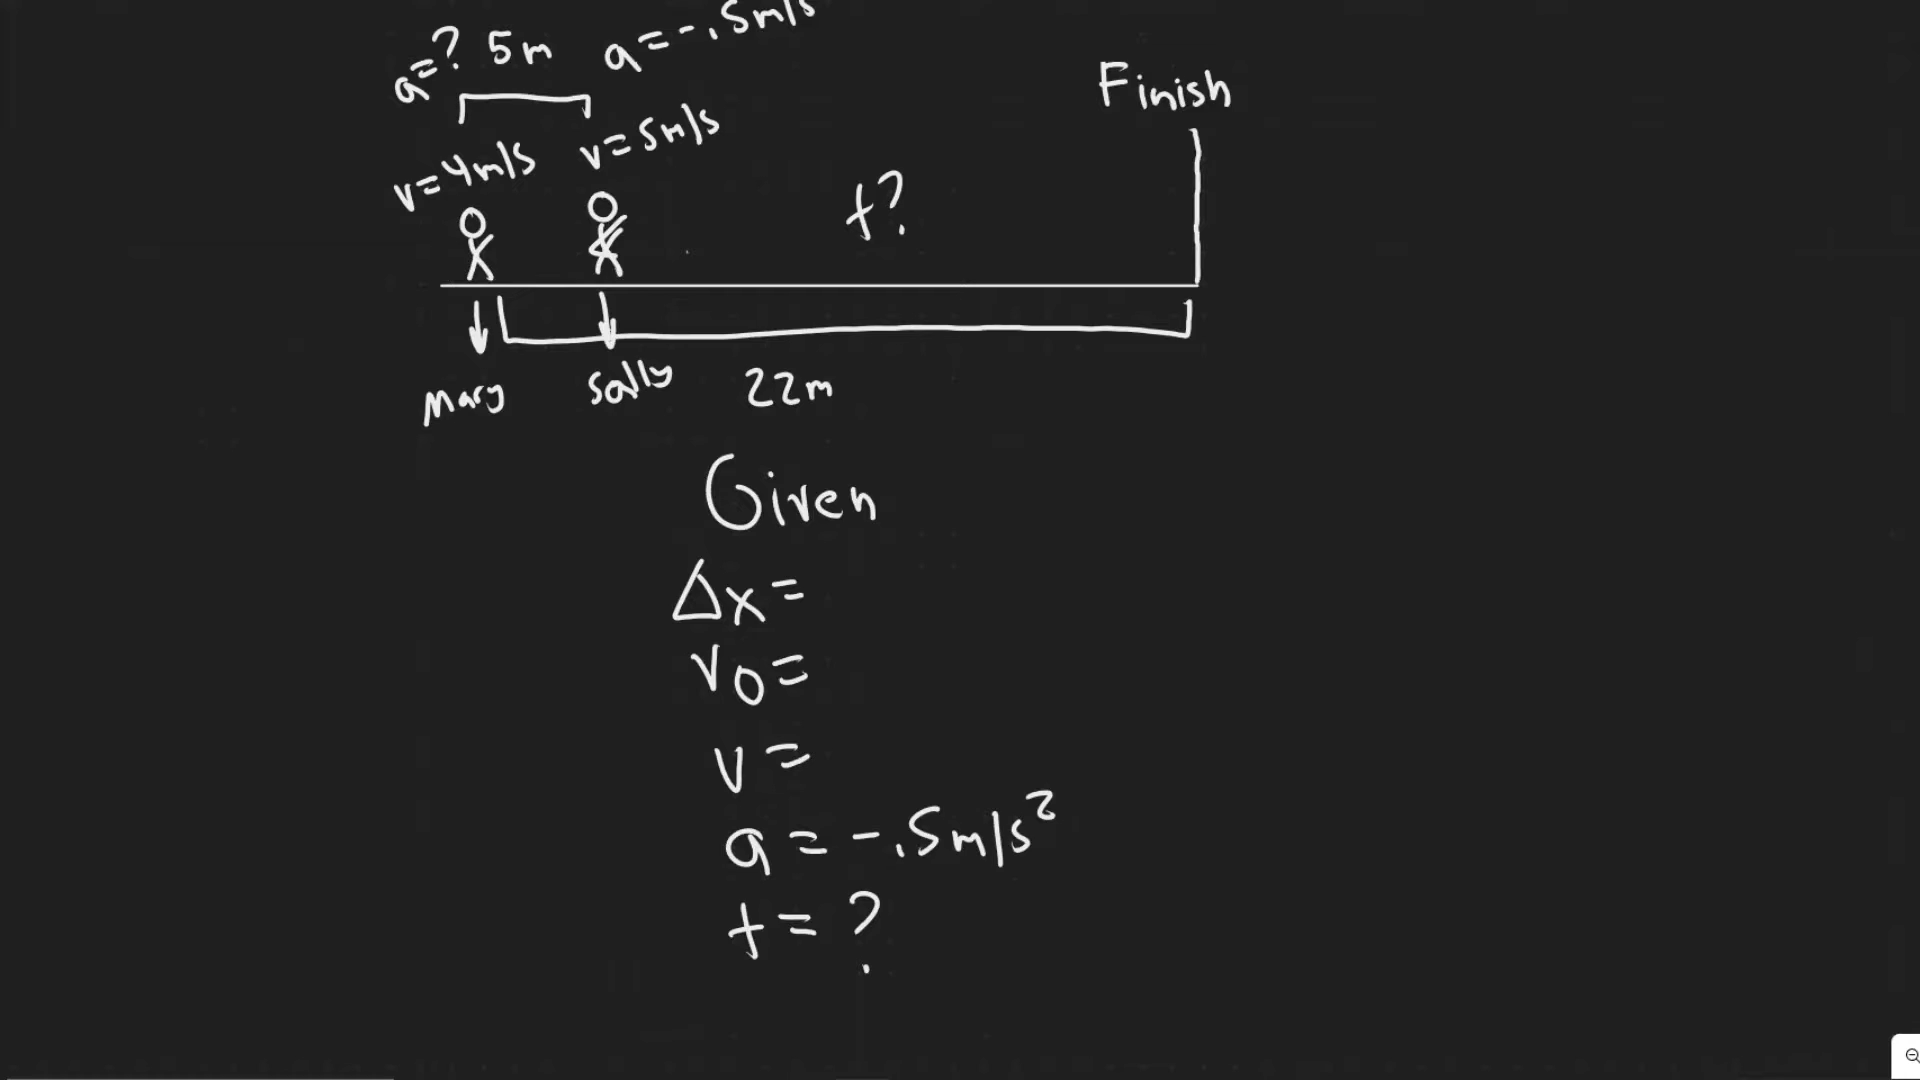 a=? 5m a=-.5m/s
Finish
v=4m/s v=5m/s
t?
Mary Sally 22m
Given
Δx=
v0=
v=
a=-.5m/s²
t=?